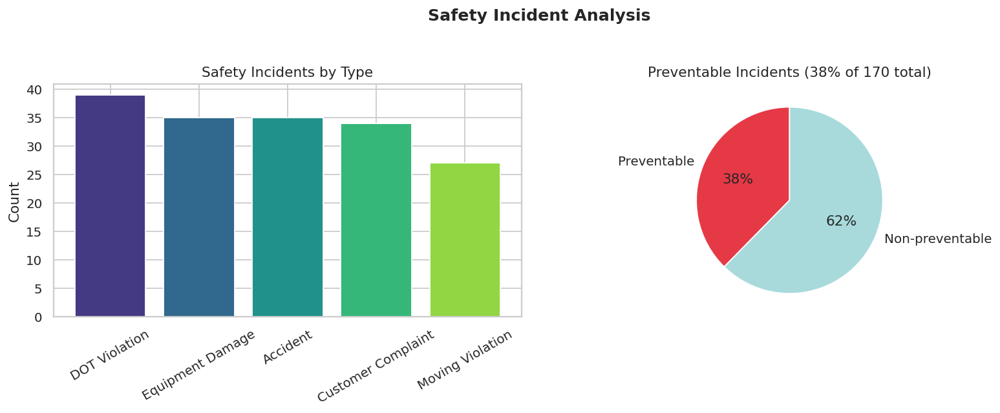 Safety Incident Analysis
Safety Incidents by Type
40
35
30
25
20
15
10
5
0
Count
DOT Violation
Equipment Damage
Accident
Customer Complaint
Moving Violation
Preventable Incidents (38% of 170 total)
Preventable
38%
62%
Non-preventable